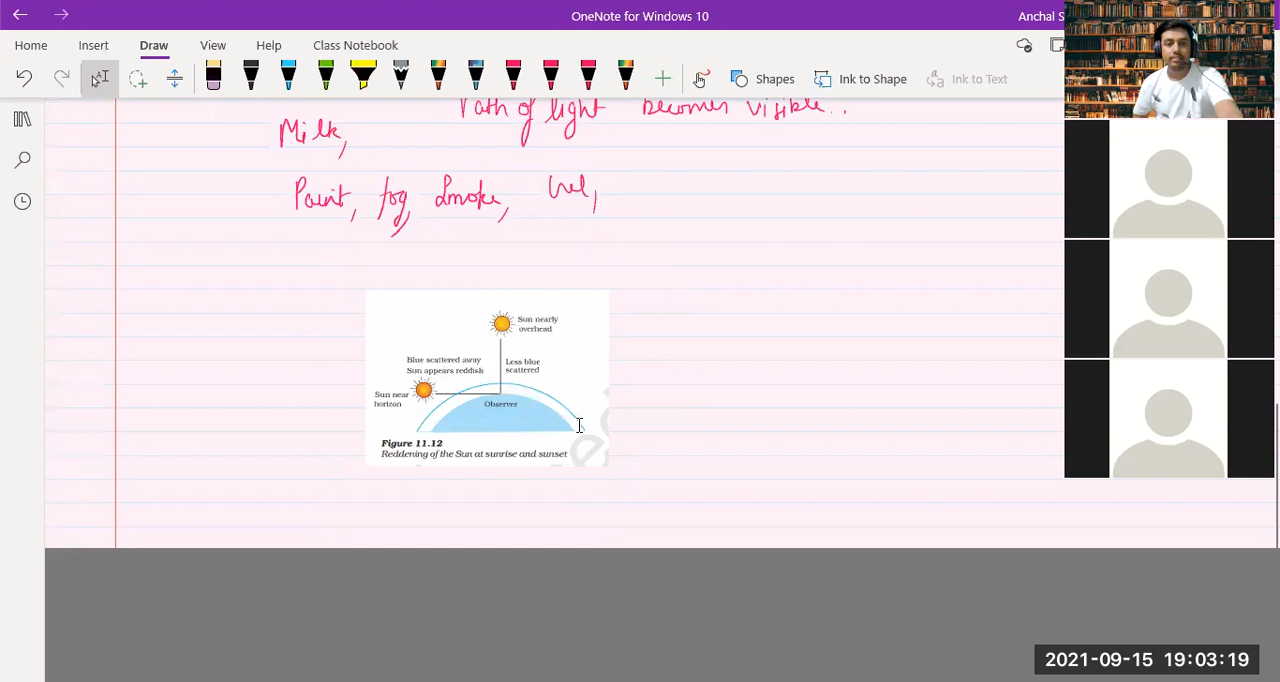 OneNote for Windows 10
Anchal S
Home Insert Draw View Help Class Notebook
Shapes Ink to Shape Ink to Text
Path of light becomes visible..
Milk,
Paint, fog, Smoke,
Sun nearly
overhead
Blue scattered away
Sun appears reddish
Less blue
scattered
Sun near
horizon
Observer
Figure 11.12
Reddening of the Sun at sunrise and sunset
2021-09-15 19:03:19